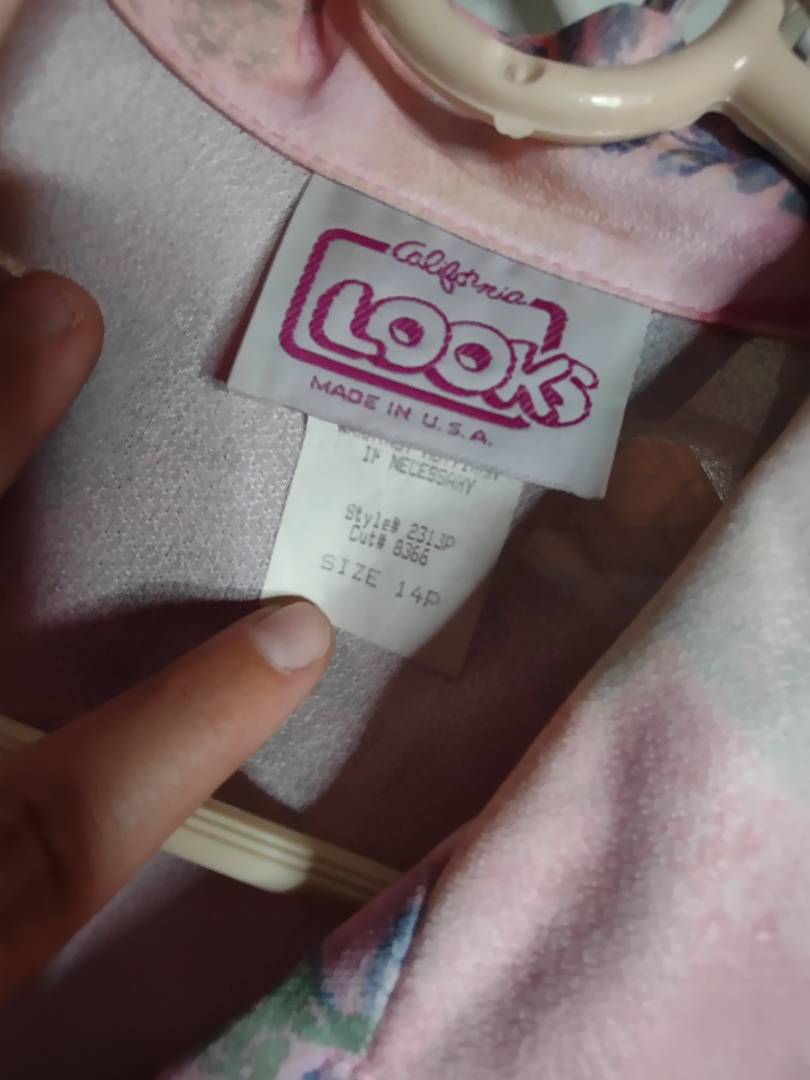 California
LOOKS
MADE IN U.S.A.
IF NECESSARY
Style# 2313P
Cut# 8366
SIZE 14P